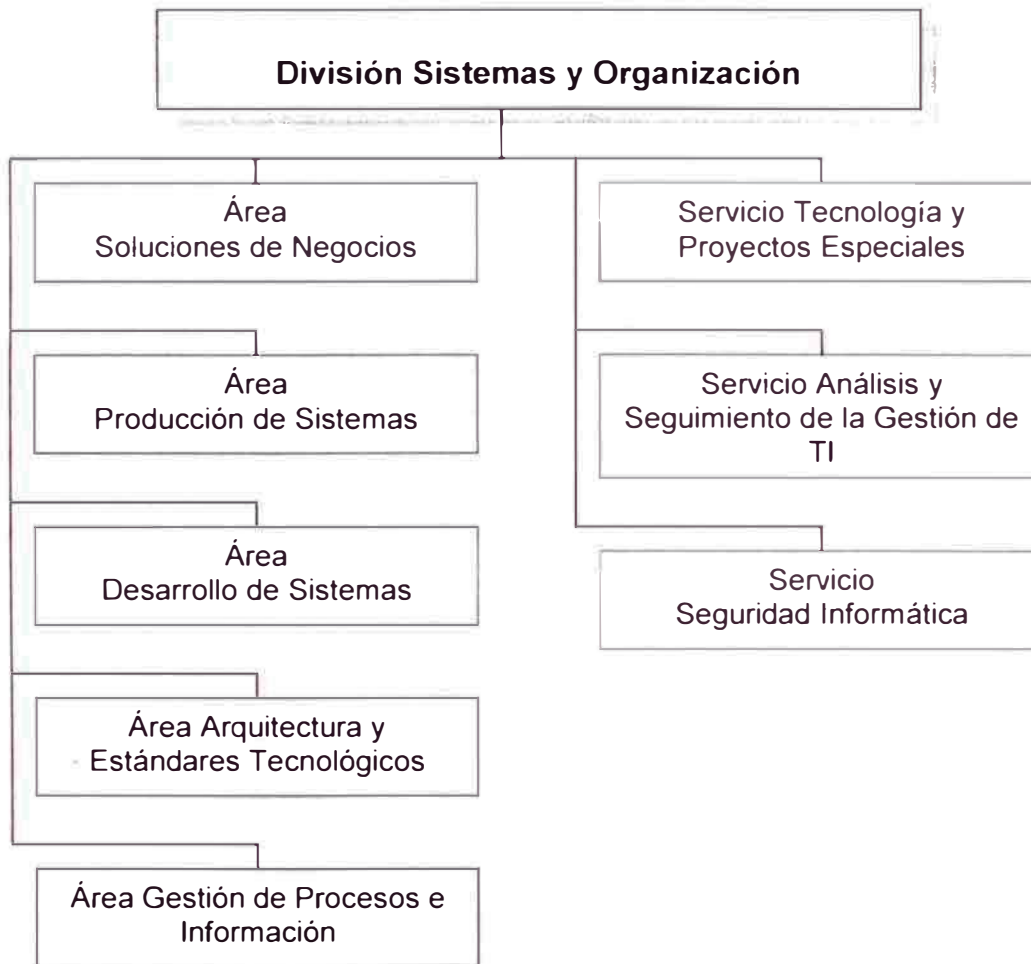 División Sistemas y Organización
Área
Soluciones de Negocios
Servicio Tecnología y
Proyectos Especiales
Área
Producción de Sistemas
Servicio Análisis y
Seguimiento de la Gestión de
TI
Área
Desarrollo de Sistemas
Servicio
Seguridad Informática
Área Arquitectura y
Estándares Tecnológicos
Área Gestión de Procesos e
Información